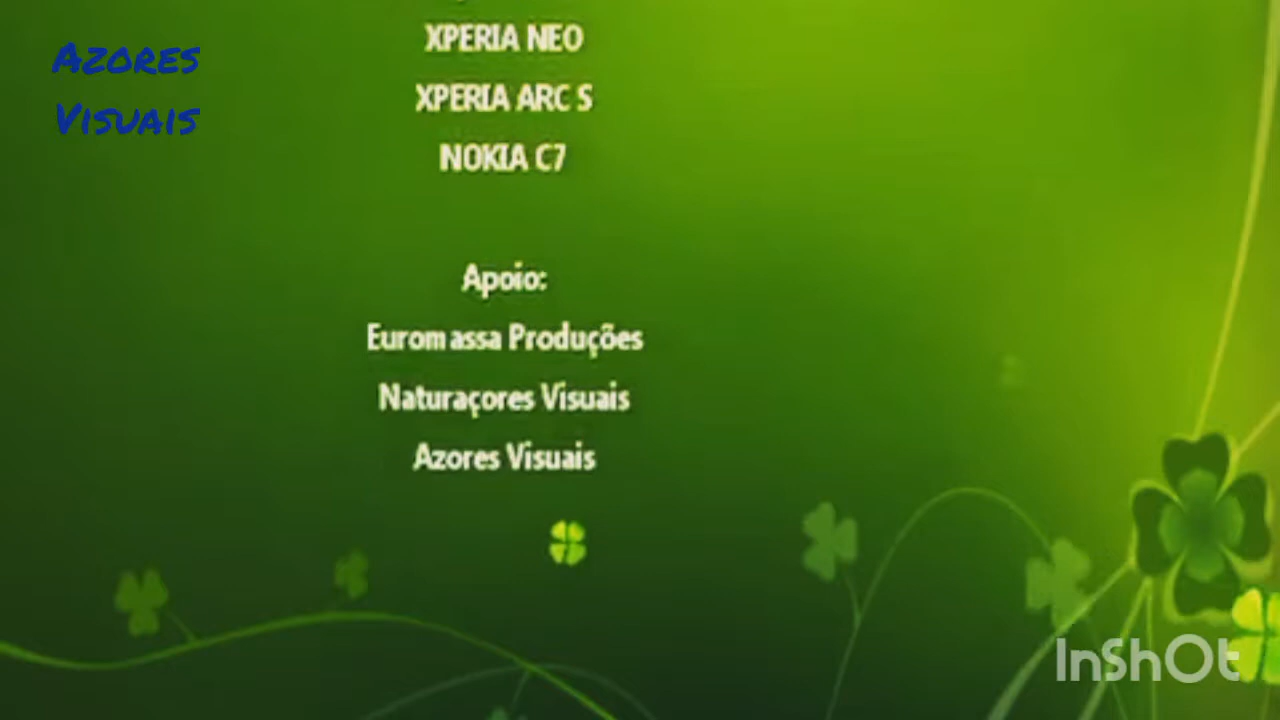 Azores
Visuais
XPERIA NEO
XPERIA ARC S
NOKIA C7
Apoio:
Euromassa Produções
Naturaçores Visuais
Azores Visuais
InShOt